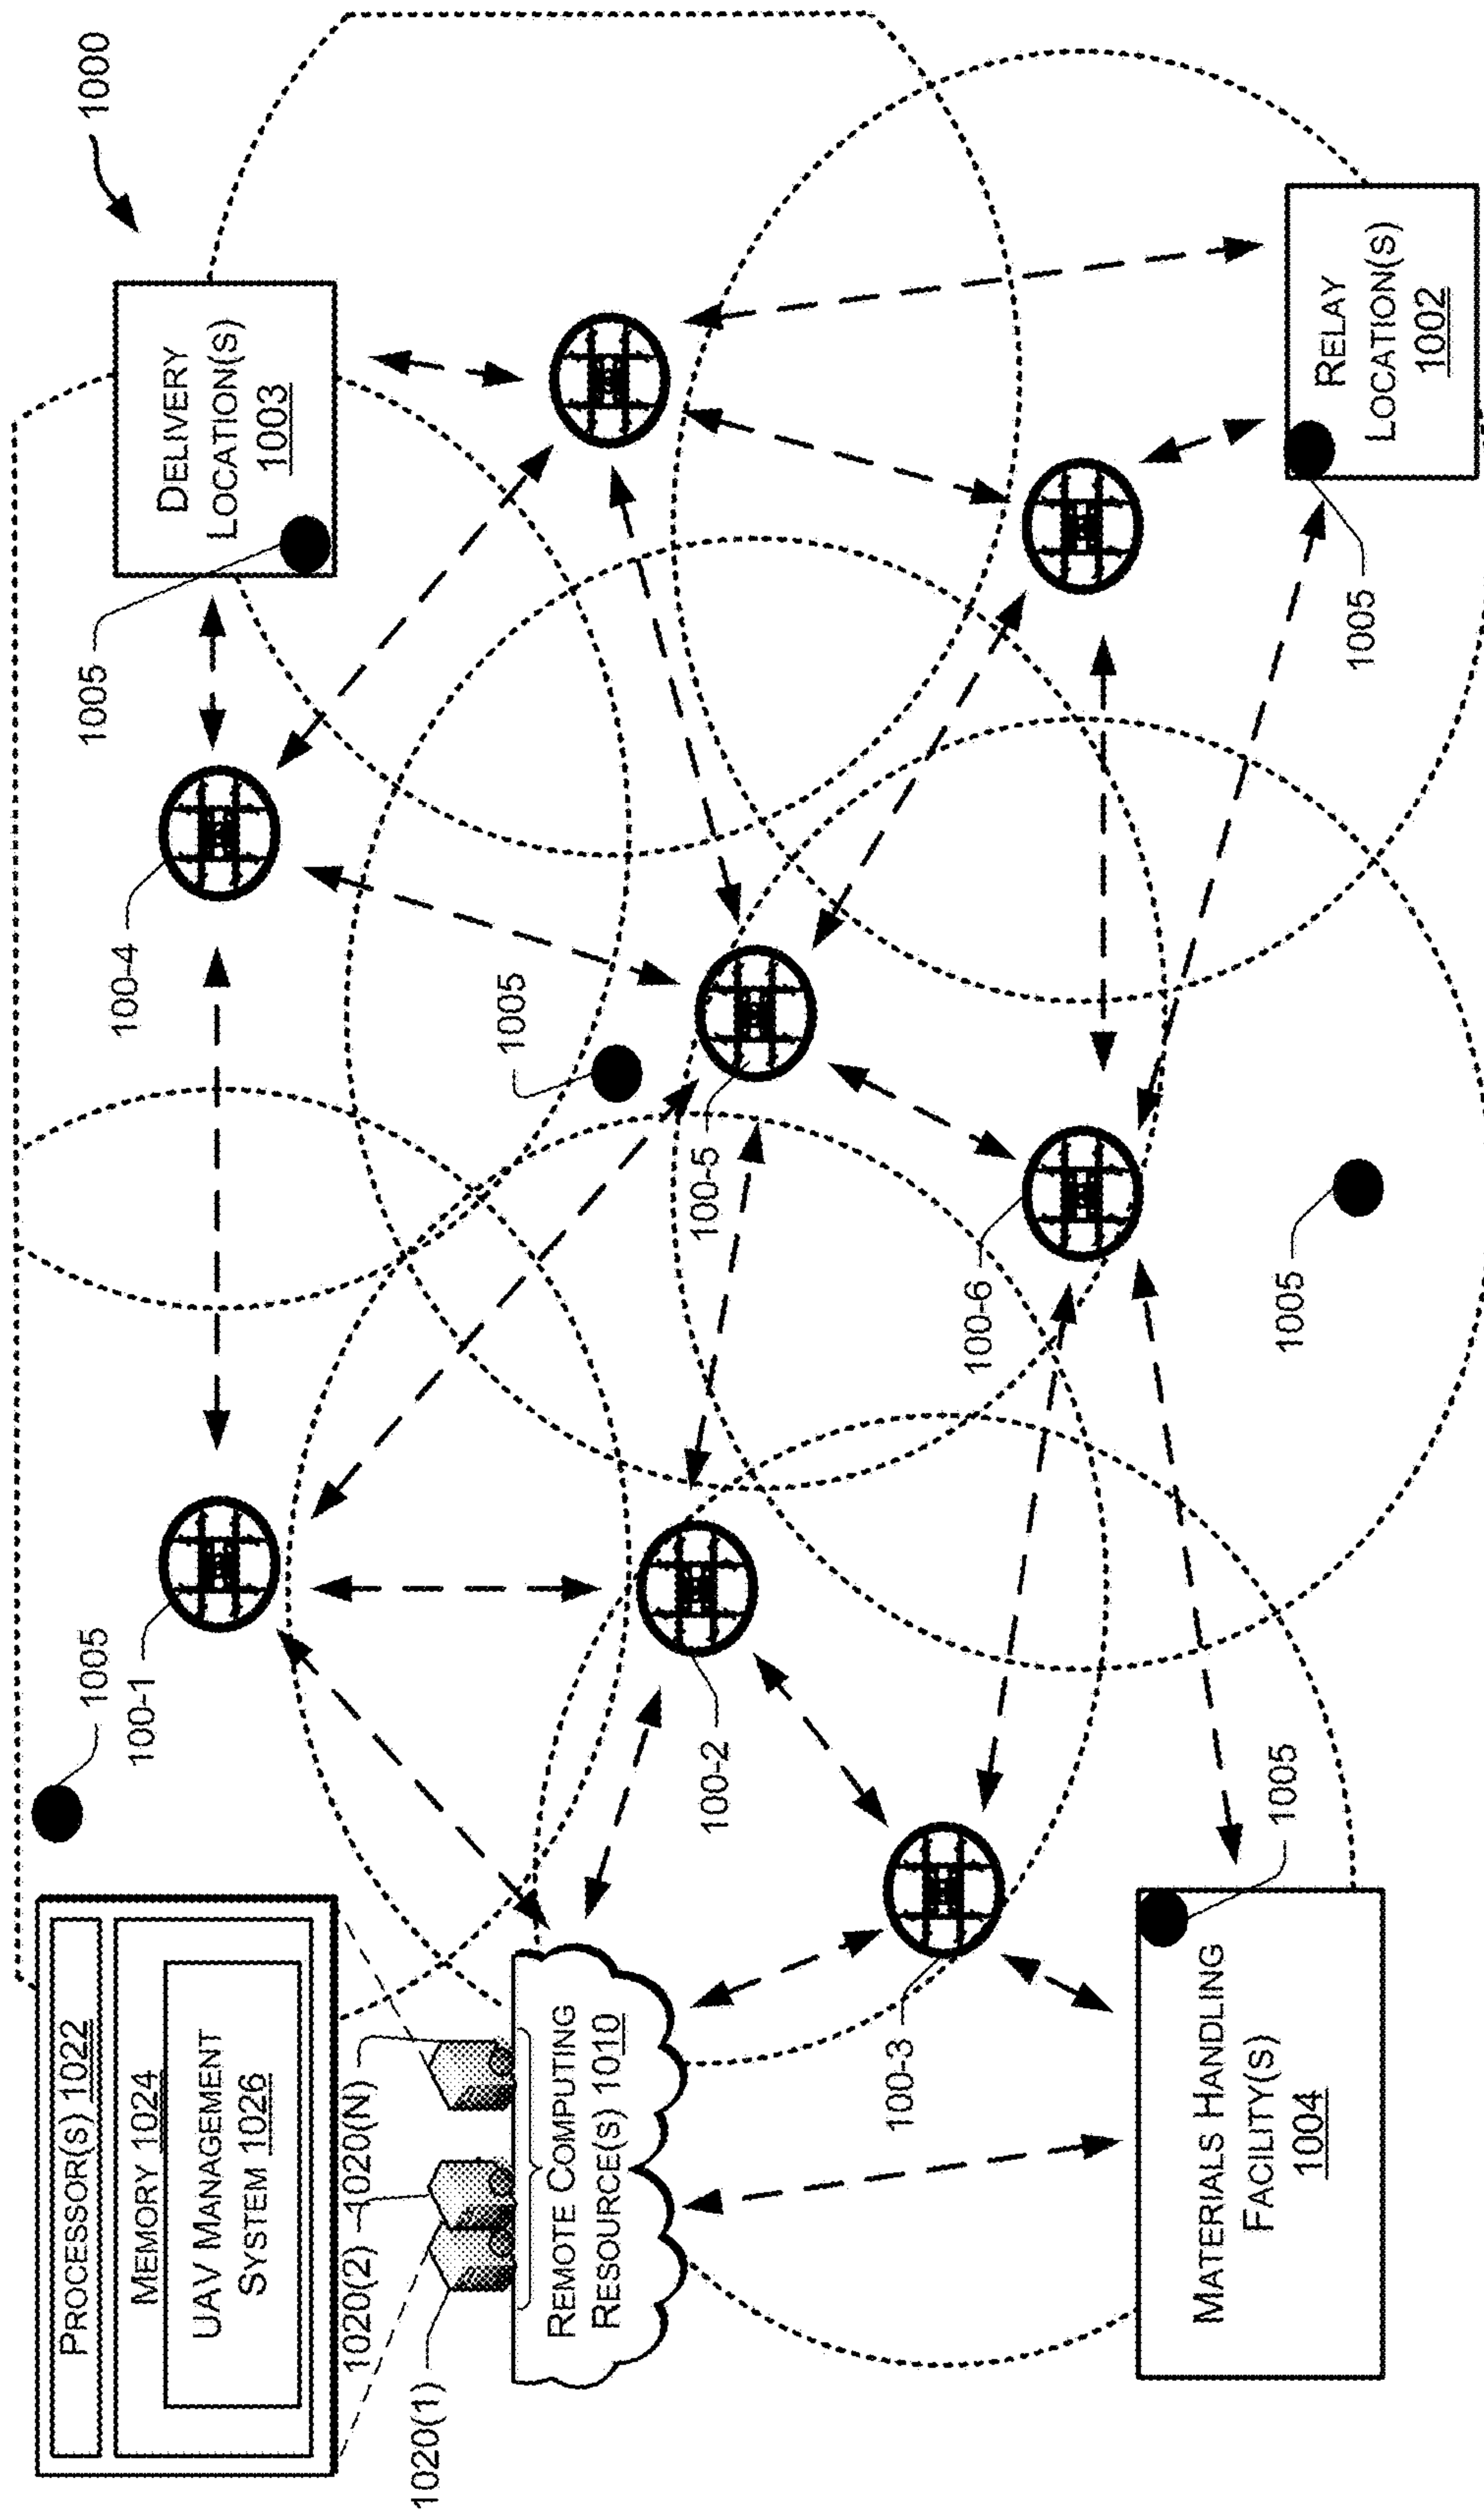 1000
PROCESSOR(S) 1022
MEMORY 1024
UAV MANAGEMENT
SYSTEM 1026
1020(1)
1020(2)
1020(N)
REMOTE COMPUTING
RESOURCE(S) 1010
MATERIALS HANDLING
FACILITY(S)
1004
1005
1005
100-1
100-2
100-3
100-4
1005
100-5
100-6
1005
1005
DELIVERY
LOCATION(S)
1003
1005
RELAY
LOCATION(S)
1002